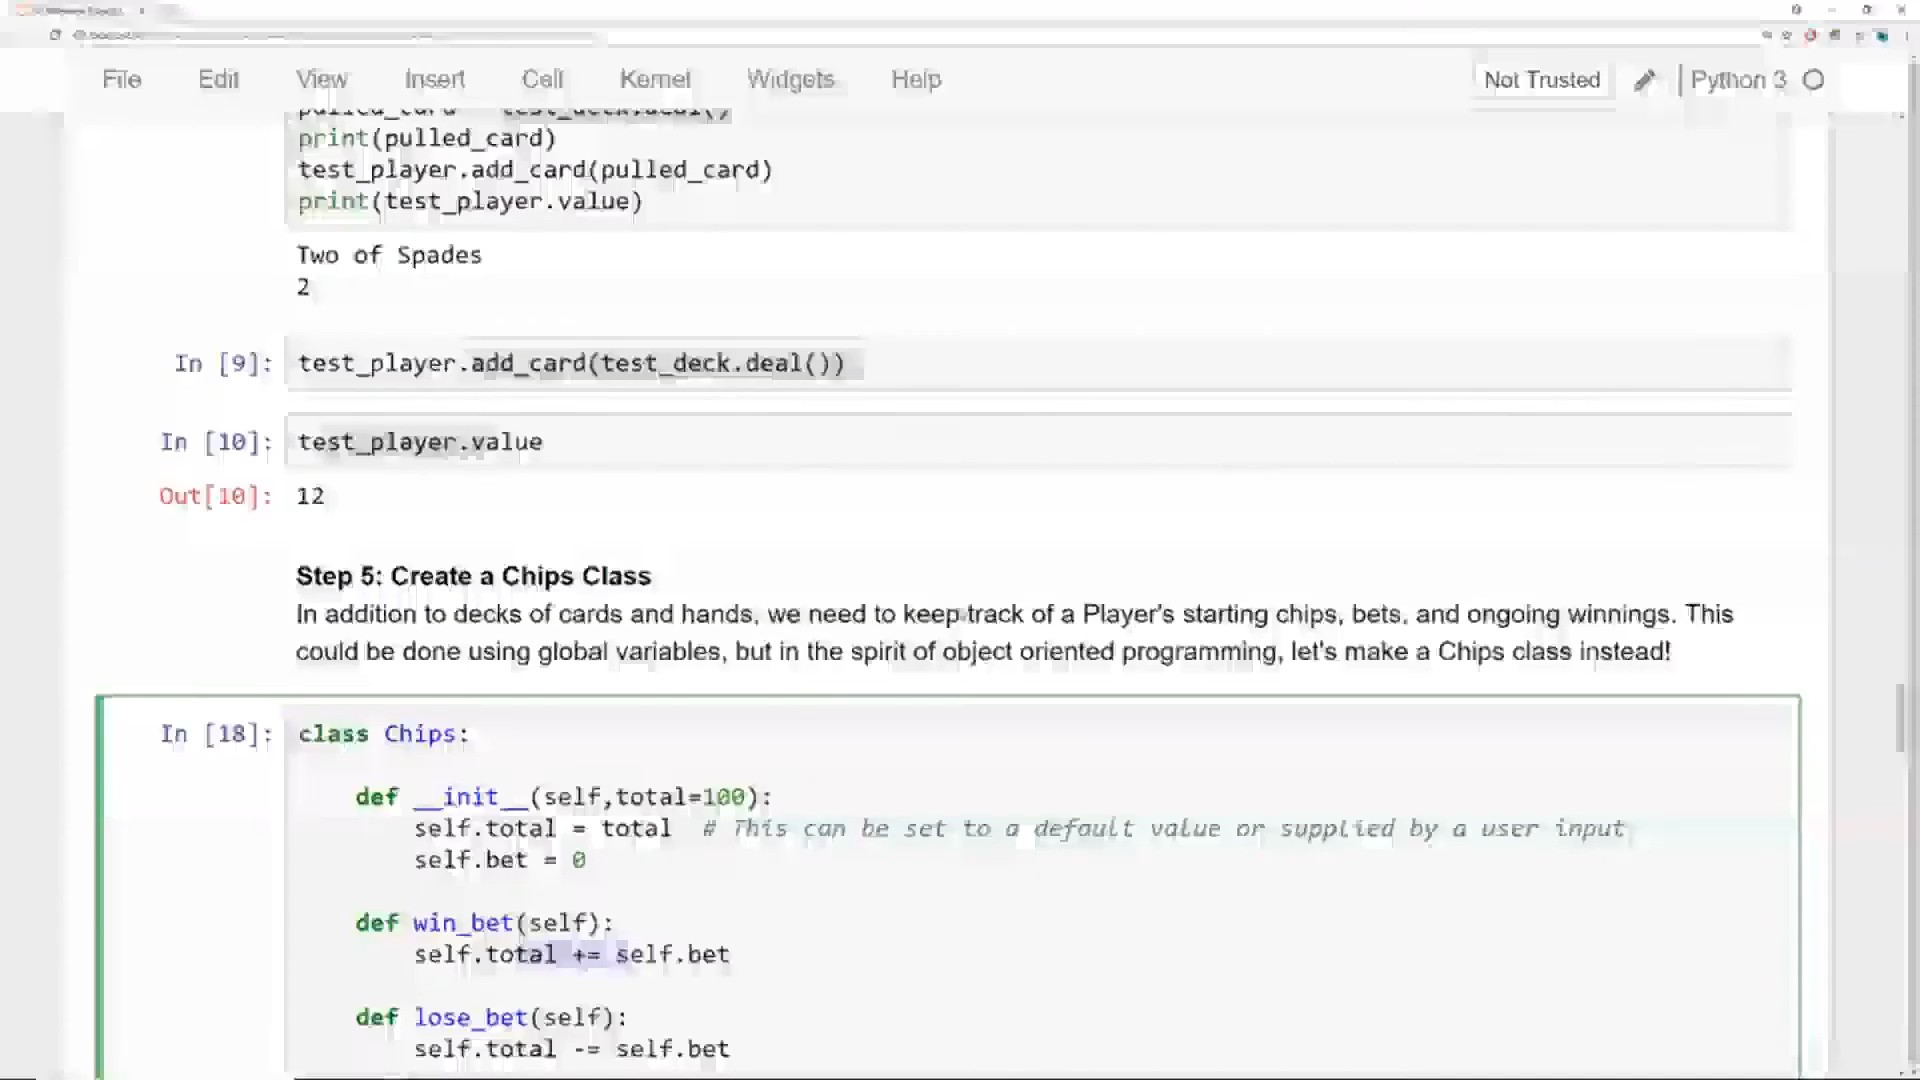 File Edit View Insert Cell Kernel Widgets Help Not Trusted Python 3
pulled_card = test_deck.deal()
print(pulled_card)
test_player.add_card(pulled_card)
print(test_player.value)
Two of Spades
2
In [9]: test_player.add_card(test_deck.deal())
In [10]: test_player.value
Out[10]: 12
Step 5: Create a Chips Class
In addition to decks of cards and hands, we need to keep track of a Player's starting chips, bets, and ongoing winnings. This
could be done using global variables, but in the spirit of object oriented programming, let's make a Chips class instead!
In [18]: class Chips:
def __init__(self,total=100):
self.total = total # This can be set to a default value or supplied by a user input
self.bet = 0
def win_bet(self):
self.total += self.bet
def lose_bet(self):
self.total -= self.bet